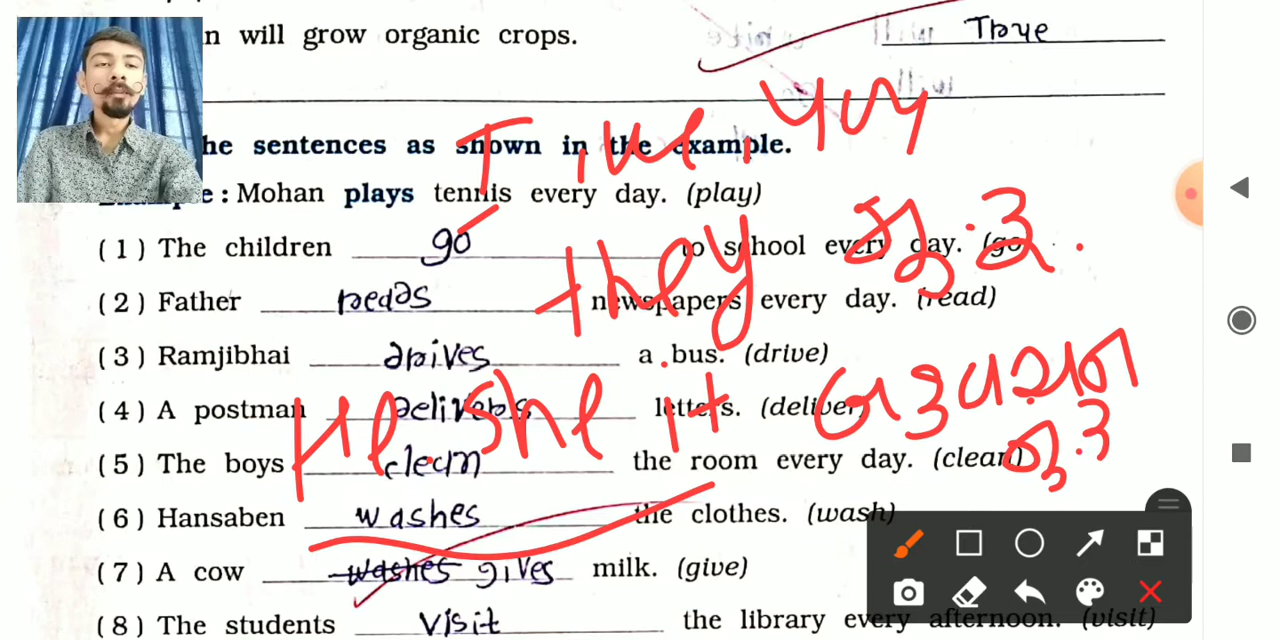 n will grow organic crops. True
he sentences as shown in the example.
I, we, you
e : Mohan plays tennis every day. (play)
(1) The children go to school every day. (go)
they
(2) Father reads newspapers every day. (read)
(3) Ramjibhai drives a bus. (drive)
(4) A postman delivers letters. (deliver)
He, she it
(5) The boys clean the room every day. (clean)
(6) Hansaben washes the clothes. (wash)
(7) A cow washes gives milk. (give)
(8) The students visit the library every afternoon. (visit)